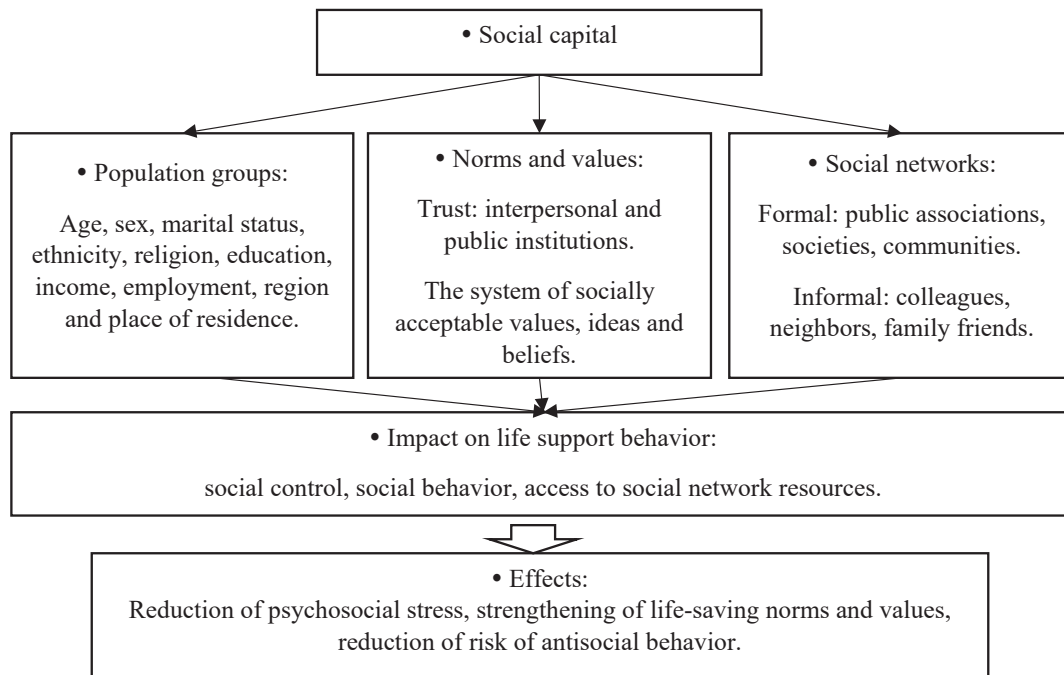 • Social capital
• Population groups:
Age, sex, marital status,
ethnicity, religion, education,
income, employment, region
and place of residence.
• Norms and values:
Trust: interpersonal and
public institutions.
The system of socially
acceptable values, ideas and
beliefs.
• Social networks:
Formal: public associations,
societies, communities.
Informal: colleagues,
neighbors, family friends.
• Impact on life support behavior:
social control, social behavior, access to social network resources.
• Effects:
Reduction of psychosocial stress, strengthening of life-saving norms and values,
reduction of risk of antisocial behavior.